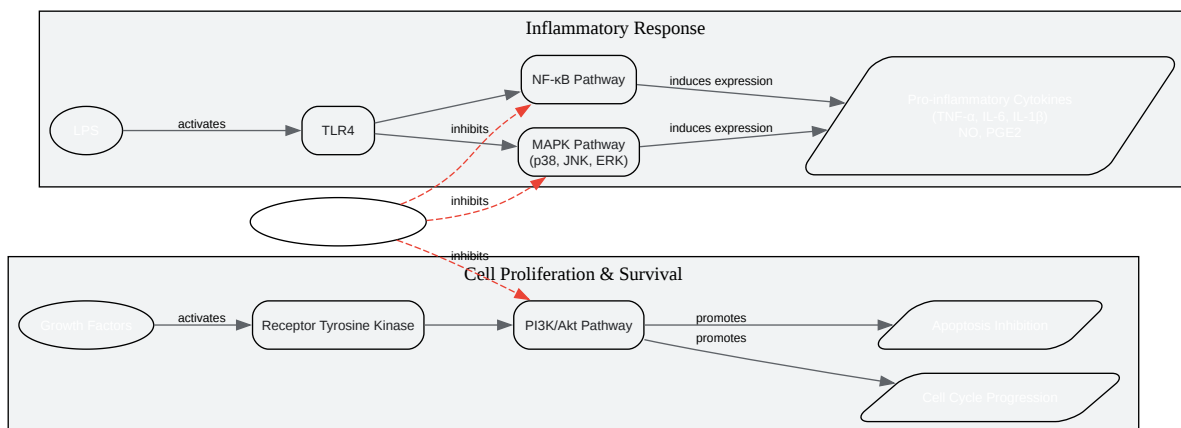 Inflammatory Response
LPS
activates
TLR4
NF-κB Pathway
induces expression
inhibits
MAPK Pathway
(p38, JNK, ERK)
induces expression
Pro-inflammatory Cytokines
(TNF-α, IL-6, IL-1β)
NO, PGE2
inhibits
inhibits
Cell Proliferation & Survival
Growth Factors
activates
Receptor Tyrosine Kinase
PI3K/Akt Pathway
promotes
Apoptosis Inhibition
promotes
Cell Cycle Progression